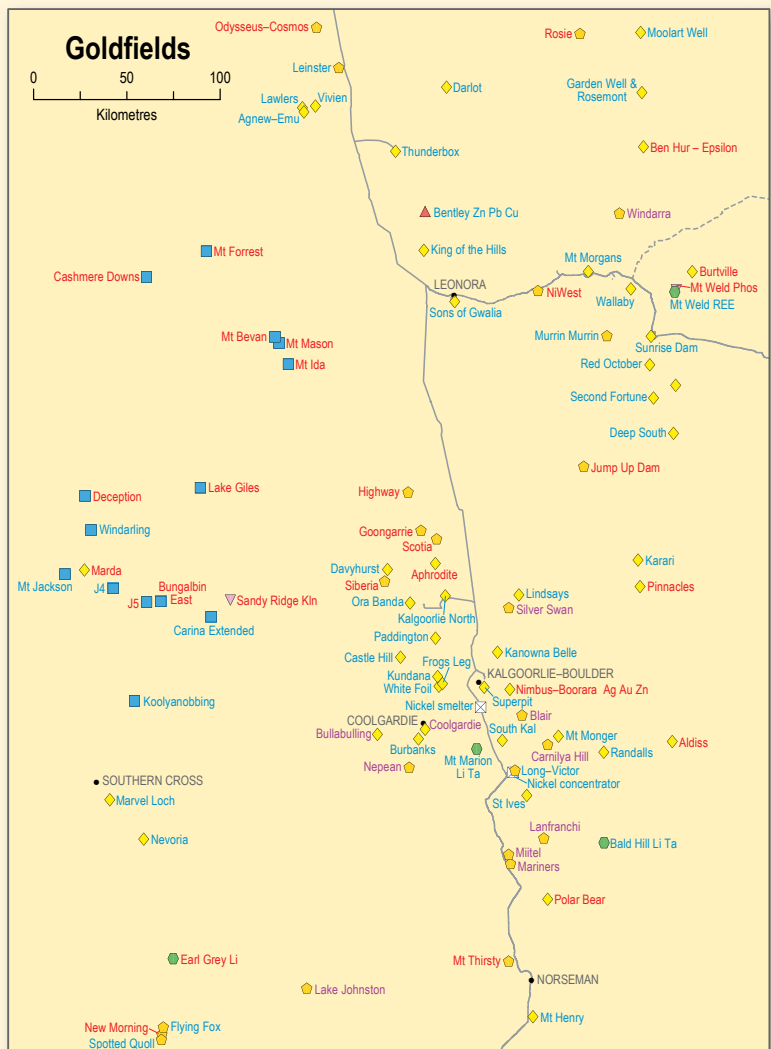 Goldfields
0 50 100
Kilometres
Odysseus–Cosmos
Rosie
Moolart Well
Leinster
Darlot
Garden Well &
Rosemont
Lawlers
Vivien
Agnew–Emu
Thunderbox
Ben Hur – Epsilon
Bentley Zn Pb Cu
Windarra
Mt Forrest
King of the Hills
Mt Morgans
Cashmere Downs
Burtville
LEONORA
NiWest
Mt Weld Phos
Wallaby
Mt Weld REE
Sons of Gwalia
Mt Bevan
Mt Mason
Murrin Murrin
Sunrise Dam
Mt Ida
Red October
Second Fortune
Deep South
Jump Up Dam
Lake Giles
Deception
Highway
Windarling
Goongarrie
Scotia
Karari
Marda
Davyhurst
Aphrodite
Mt Jackson
J4
Bungalbin
East
Siberia
Pinnacles
J5
Sandy Ridge Kln
Ora Banda
Lindsays
Silver Swan
Kalgoorlie North
Carina Extended
Paddington
Castle Hill
Frogs Leg
Kanowna Belle
Kundana
KALGOORLIE–BOULDER
White Foil
Nimbus–Boorara Ag Au Zn
Koolyanobbing
Superpit
Nickel smelter
Blair
COOLGARDIE
Coolgardie
South Kal
Bullabulling
Mt Monger
Burbanks
Aldiss
Carnilya Hill
Randalls
Mt Marion
Li Ta
Nepean
Long–Victor
SOUTHERN CROSS
Nickel concentrator
Marvel Loch
St Ives
Lanfranchi
Nevoria
Bald Hill Li Ta
Miitel
Mariners
Polar Bear
Earl Grey Li
Mt Thirsty
NORSEMAN
Lake Johnston
Mt Henry
New Morning
Flying Fox
Spotted Quoll